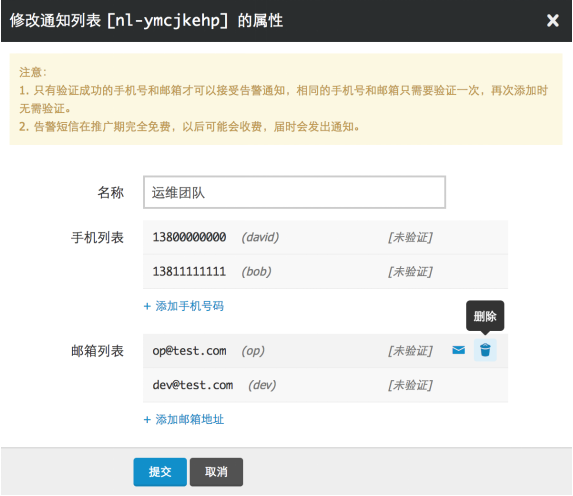 修改通知列表 [nl-ymcjkehp] 的属性
注意：
1. 只有验证成功的手机号和邮箱才可以接受告警通知，相同的手机号和邮箱只需要验证一次，再次添加时
无需验证。
2. 告警短信在推广期完全免费，以后可能会收费，届时会发出通知。
名称 运维团队
手机列表 13800000000 (david) [未验证]
13811111111 (bob) [未验证]
+ 添加手机号码
删除
邮箱列表 op@test.com (op) [未验证]
dev@test.com (dev) [未验证]
+ 添加邮箱地址
提交 取消